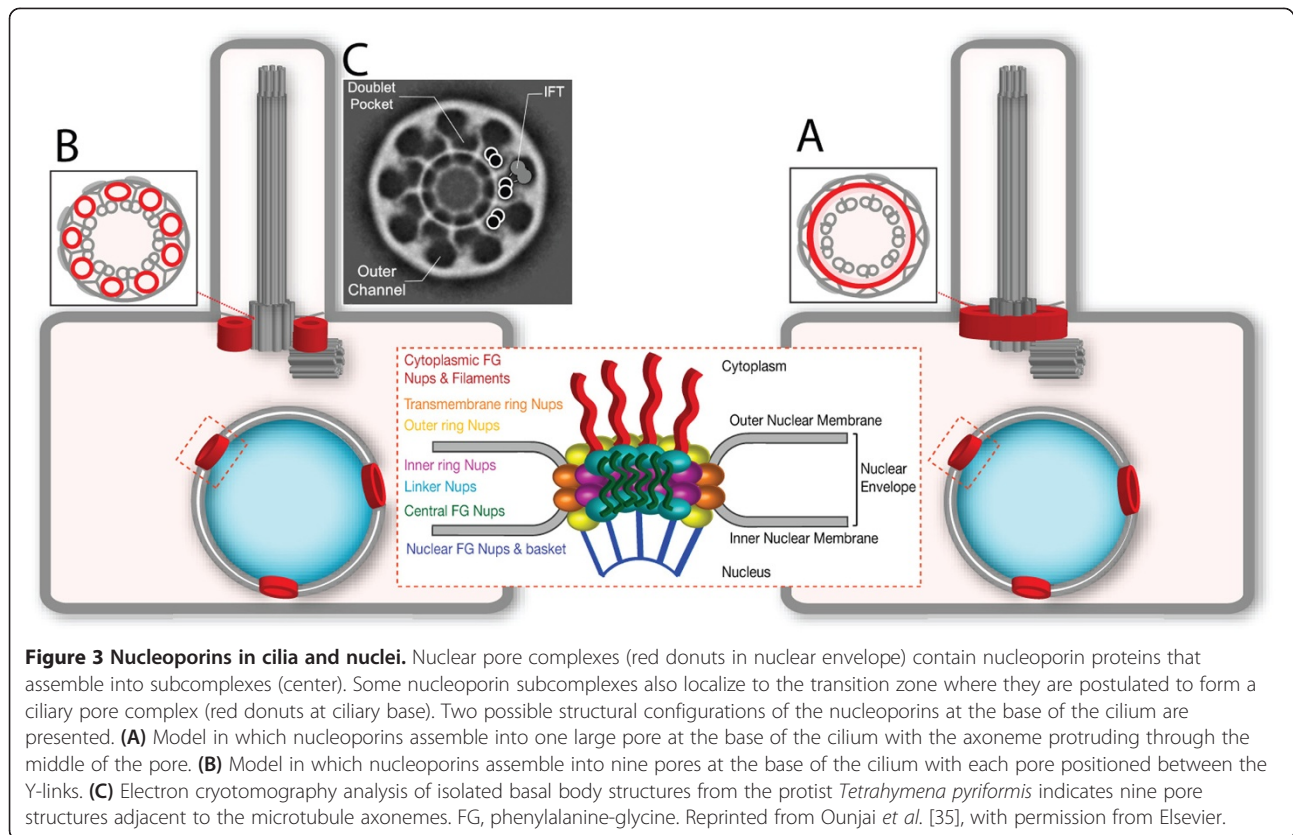 B
C
Doublet
Pocket
IFT
Outer
Channel
A
Cytoplasmic FG
Nups & Filaments
Transmembrane ring Nups
Outer ring Nups
Inner ring Nups
Linker Nups
Central FG Nups
Nuclear FG Nups & basket
Cytoplasm
Outer Nuclear Membrane
Nuclear
Envelope
Inner Nuclear Membrane
Nucleus
Figure 3 Nucleoporins in cilia and nuclei. Nuclear pore complexes (red donuts in nuclear envelope) contain nucleoporin proteins that
assemble into subcomplexes (center). Some nucleoporin subcomplexes also localize to the transition zone where they are postulated to form a
ciliary pore complex (red donuts at ciliary base). Two possible structural configurations of the nucleoporins at the base of the cilium are
presented. (A) Model in which nucleoporins assemble into one large pore at the base of the cilium with the axoneme protruding through the
middle of the pore. (B) Model in which nucleoporins assemble into nine pores at the base of the cilium with each pore positioned between the
Y-links. (C) Electron cryotomography analysis of isolated basal body structures from the protist Tetrahymena pyriformis indicates nine pore
structures adjacent to the microtubule axonemes. FG, phenylalanine-glycine. Reprinted from Ounjai et al. [35], with permission from Elsevier.